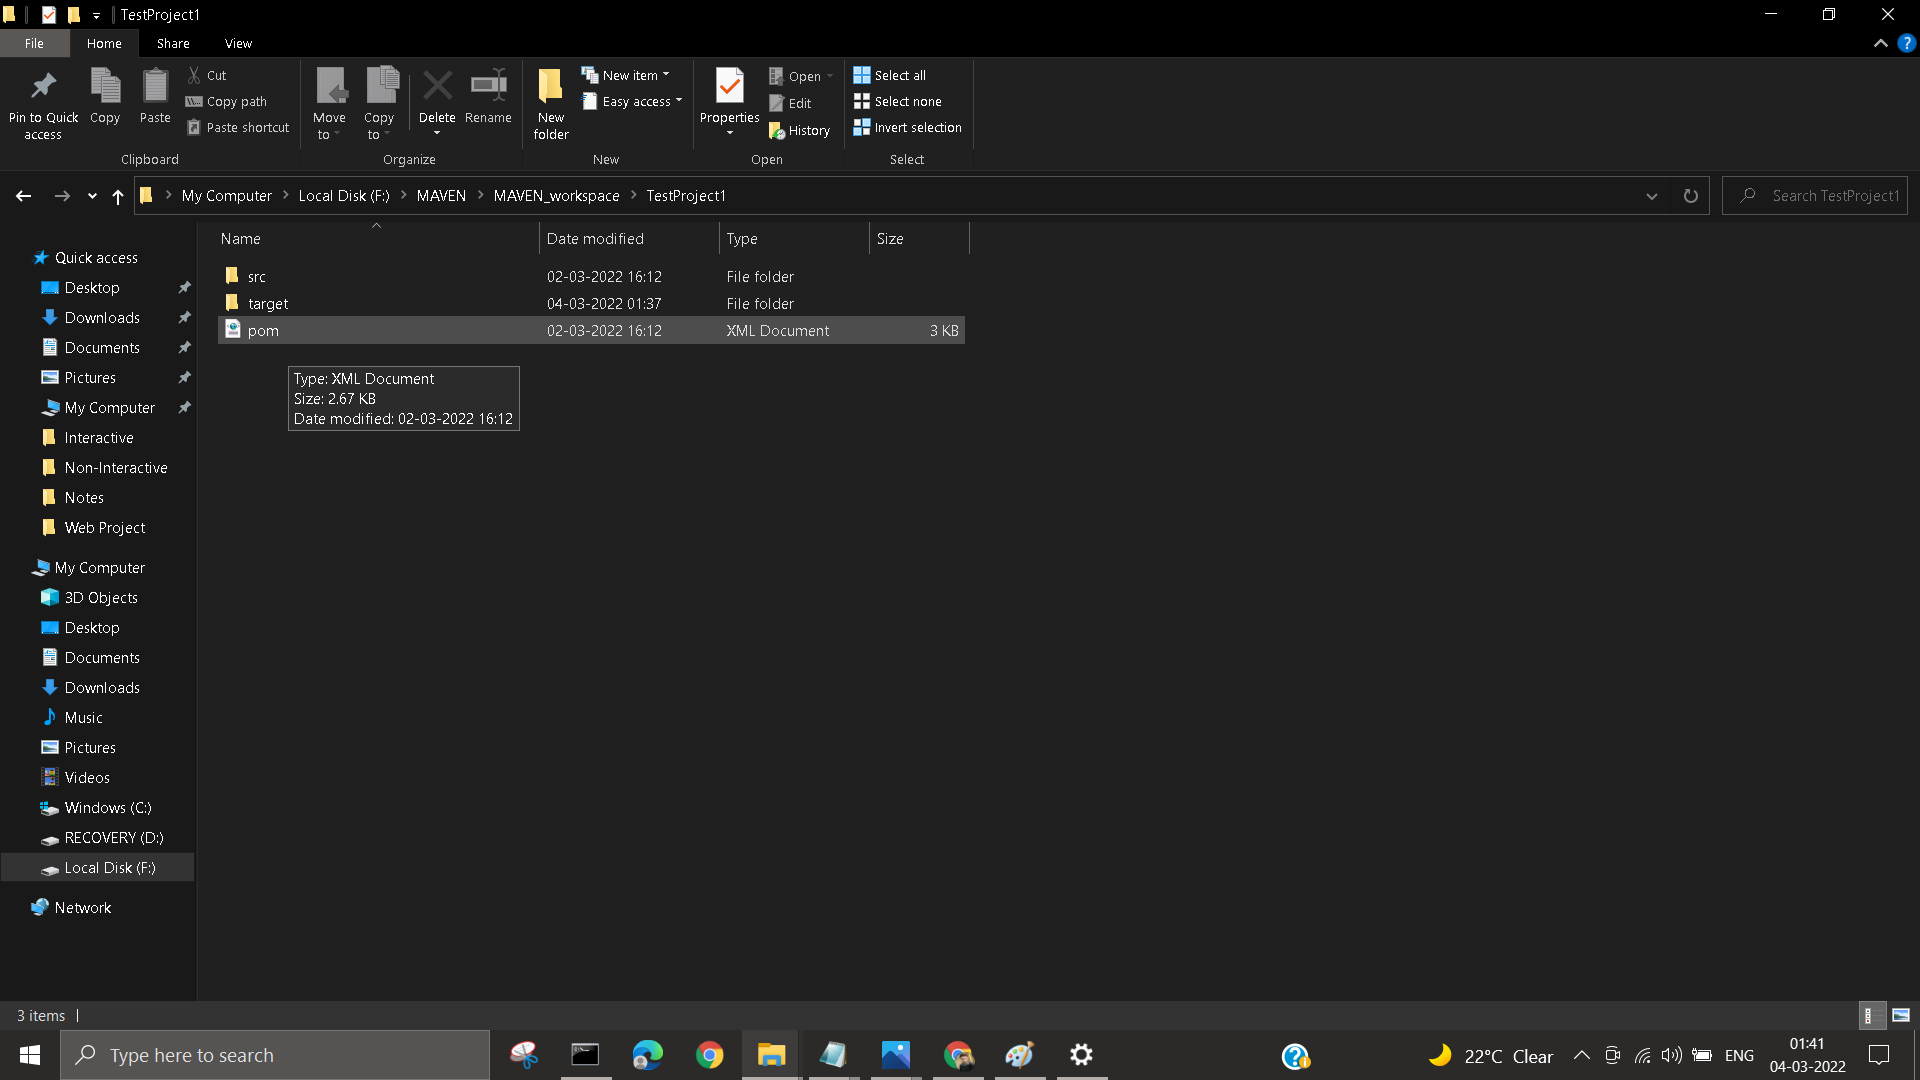 TestProject1
File Home Share View
Pin to Quick access
Copy
Paste
Cut
Copy path
Paste shortcut
Clipboard
Move to
Copy to
Delete
Rename
Organize
New folder
New item
Easy access
New
Properties
Open
Edit
History
Open
Select all
Select none
Invert selection
Select
My Computer Local Disk (F:) MAVEN MAVEN_workspace TestProject1
Search TestProject1
Name Date modified Type Size
src 02-03-2022 16:12 File folder
target 04-03-2022 01:37 File folder
pom 02-03-2022 16:12 XML Document 3 KB
Type: XML Document
Size: 2.67 KB
Date modified: 02-03-2022 16:12
Quick access
Desktop
Downloads
Documents
Pictures
My Computer
Interactive
Non-Interactive
Notes
Web Project
My Computer
3D Objects
Desktop
Documents
Downloads
Music
Pictures
Videos
Windows (C:)
RECOVERY (D:)
Local Disk (F:)
Network
3 items
Type here to search
22°C Clear
ENG
01:41
04-03-2022